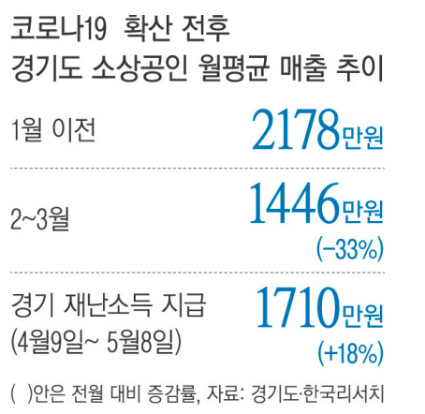 코로나19 확산 전후
경기도 소상공인 월평균 매출 추이
1월 이전 2178만원
2~3월 1446만원
(-33%)
경기 재난소득 지급 1710만원
(4월9일~ 5월8일) (+18%)
( )안은 전월 대비 증감률, 자료: 경기도·한국리서치